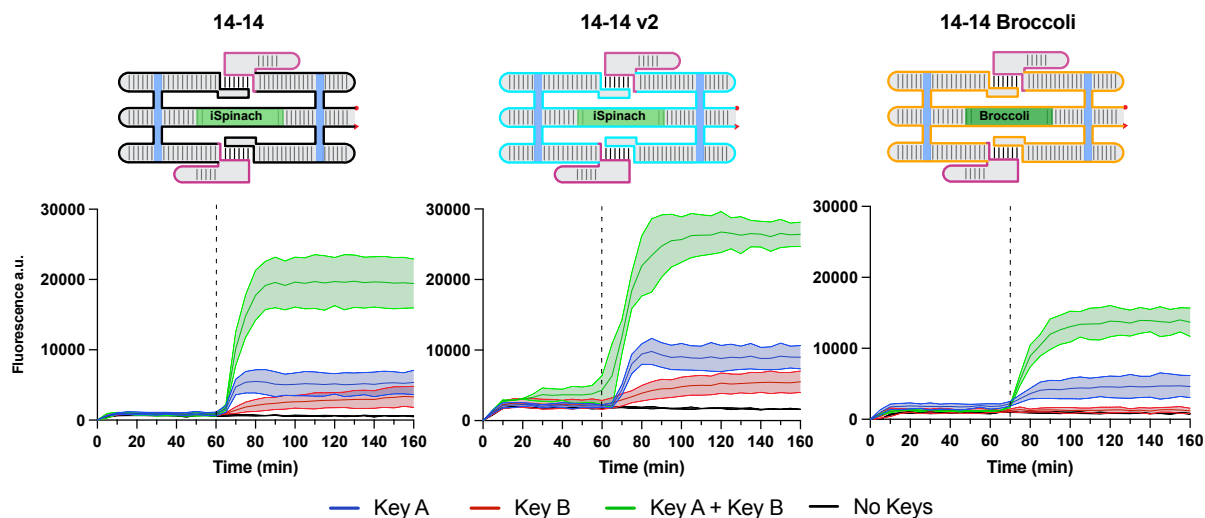 14-14
14-14 v2
14-14 Broccoli
iSpinach
iSpinach
Broccoli
Fluorescence a.u.
30000
20000
10000
0
0 20 40 60 80 100 120 140 160
Time (min)
30000
20000
10000
0
0 20 40 60 80 100 120 140 160
Time (min)
30000
20000
10000
0
0 20 40 60 80 100 120 140 160
Time (min)
Key A
Key B
Key A + Key B
No Keys